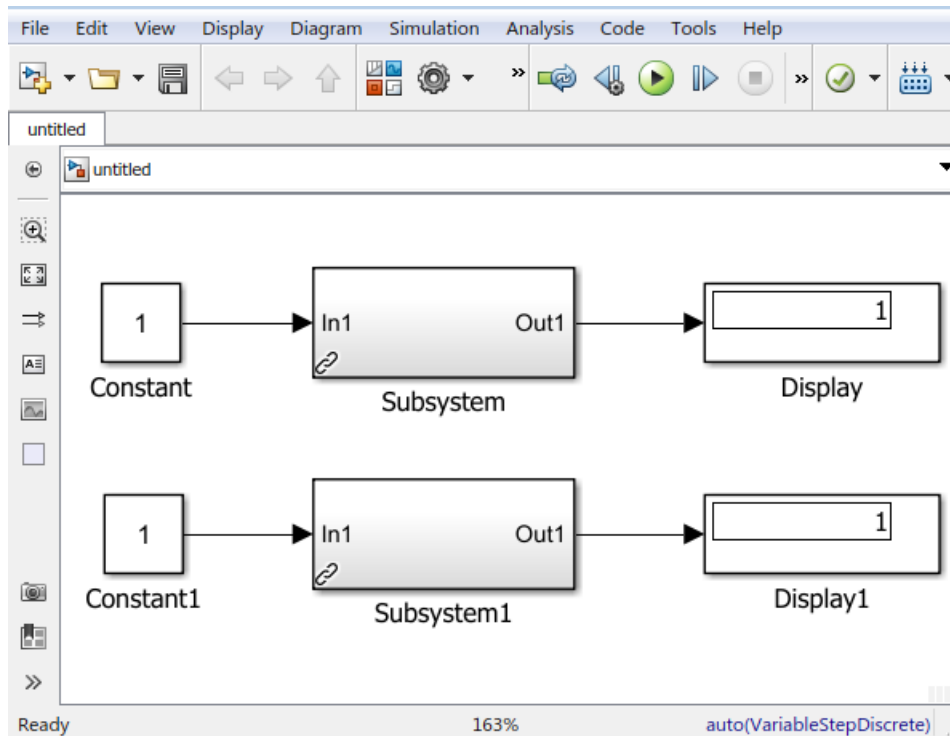 File Edit View Display Diagram Simulation Analysis Code Tools Help
untitled
untitled
1
In1 Out1
1
Constant
Subsystem
Display
1
In1 Out1
1
Constant1
Subsystem1
Display1
Ready 163% auto(VariableStepDiscrete)